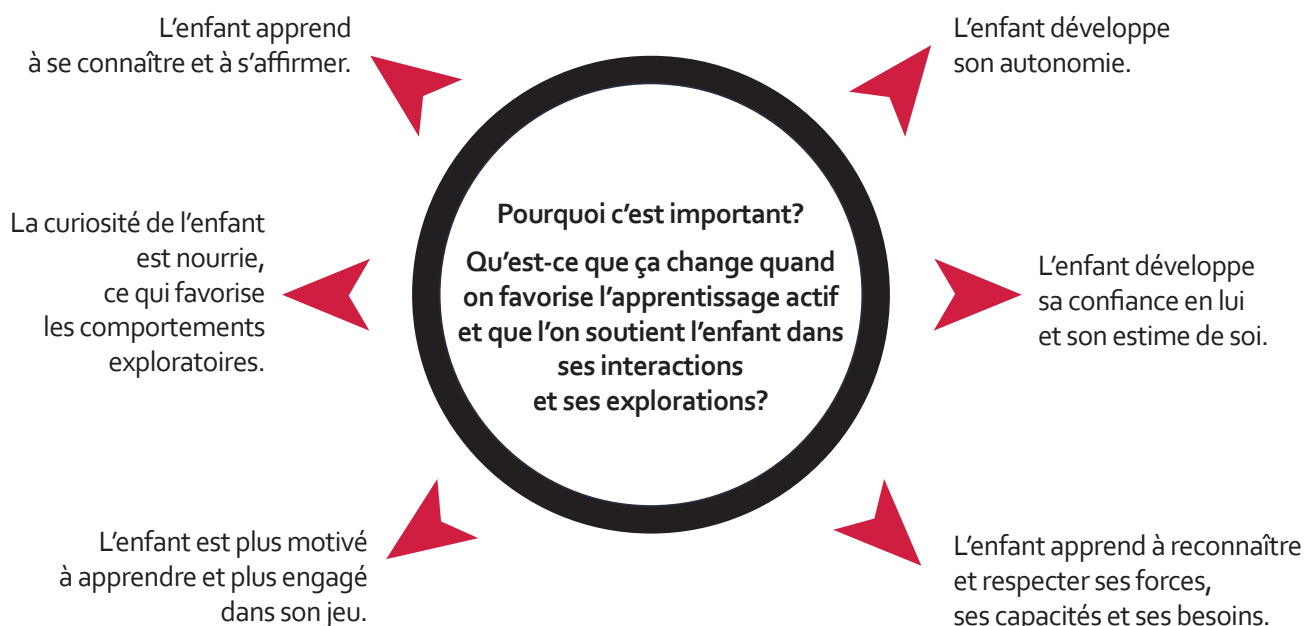 L'enfant apprend
à se connaître et à s'affirmer.
L'enfant développe
son autonomie.
La curiosité de l'enfant
est nourrie,
ce qui favorise
les comportements
exploratoires.
Pourquoi c'est important?
Qu'est-ce que ça change quand
on favorise l'apprentissage actif
et que l'on soutient l'enfant dans
ses interactions
et ses explorations?
L'enfant développe
sa confiance en lui
et son estime de soi.
L'enfant est plus motivé
à apprendre et plus engagé
dans son jeu.
L'enfant apprend à reconnaître
et respecter ses forces,
ses capacités et ses besoins.